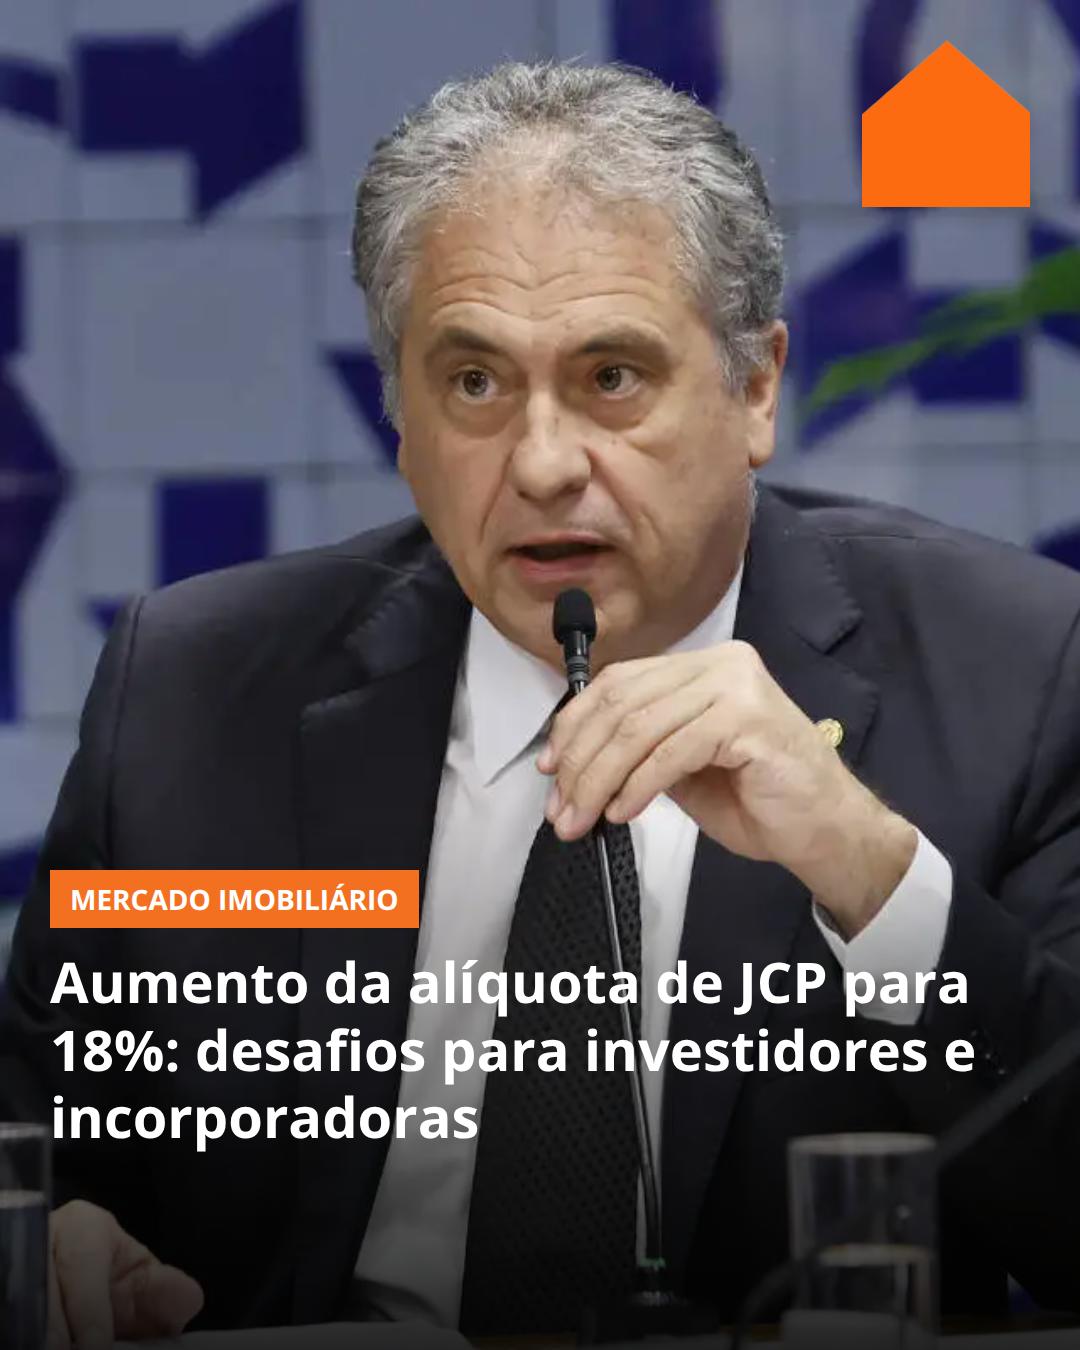 MERCADO IMOBILIÁRIO
Aumento da alíquota de JCP para
18%: desafios para investidores e
incorporadoras